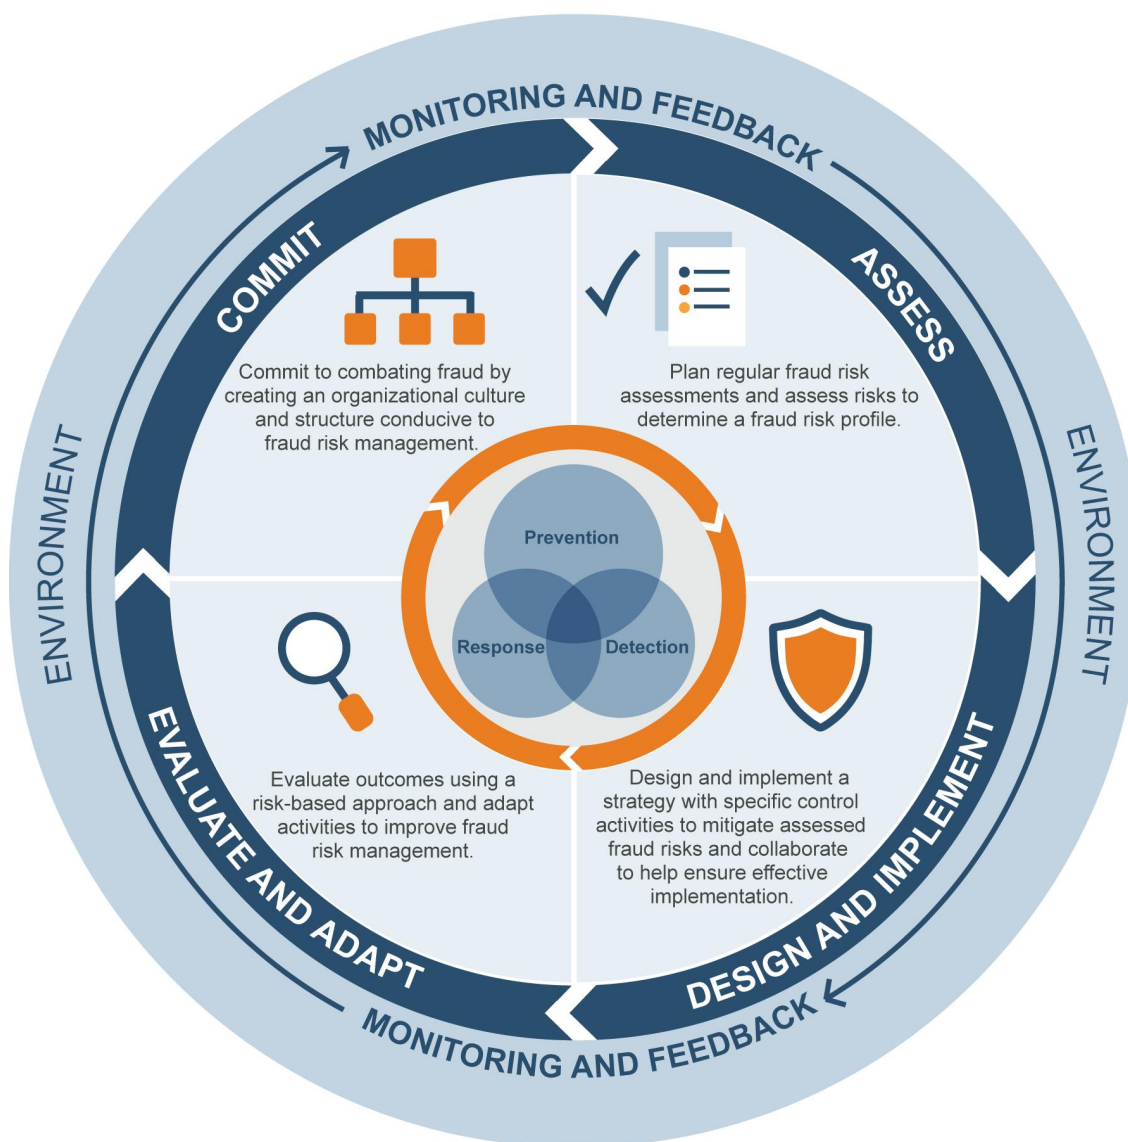 MONITORING AND FEEDBACK
COMMIT
ASSESS
Commit to combating fraud by
creating an organizational culture
and structure conducive to
fraud risk management.
Plan regular fraud risk
assessments and assess risks to
determine a fraud risk profile.
ENVIRONMENT
ENVIRONMENT
Prevention
Response
Detection
EVALUATE AND ADAPT
DESIGN AND IMPLEMENT
Evaluate outcomes using a
risk-based approach and adapt
activities to improve fraud
risk management.
Design and implement a
strategy with specific control
activities to mitigate assessed
fraud risks and collaborate
to help ensure effective
implementation.
MONITORING AND FEEDBACK